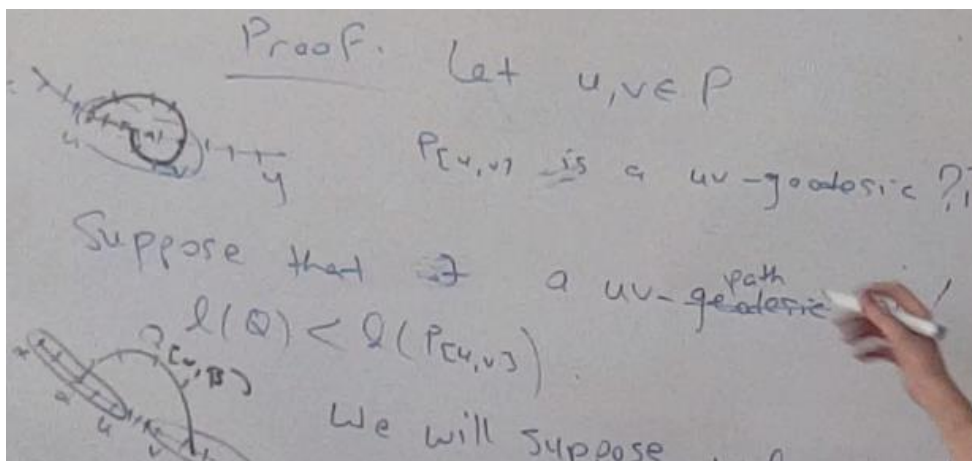 Proof. Let u,v∈P
P[u,v] is a uv-geodesic ??
u
v
y
Suppose that ∃ a uv-geodesic path
l(Q) < l(P[u,v]).
x
u
v
We will suppose